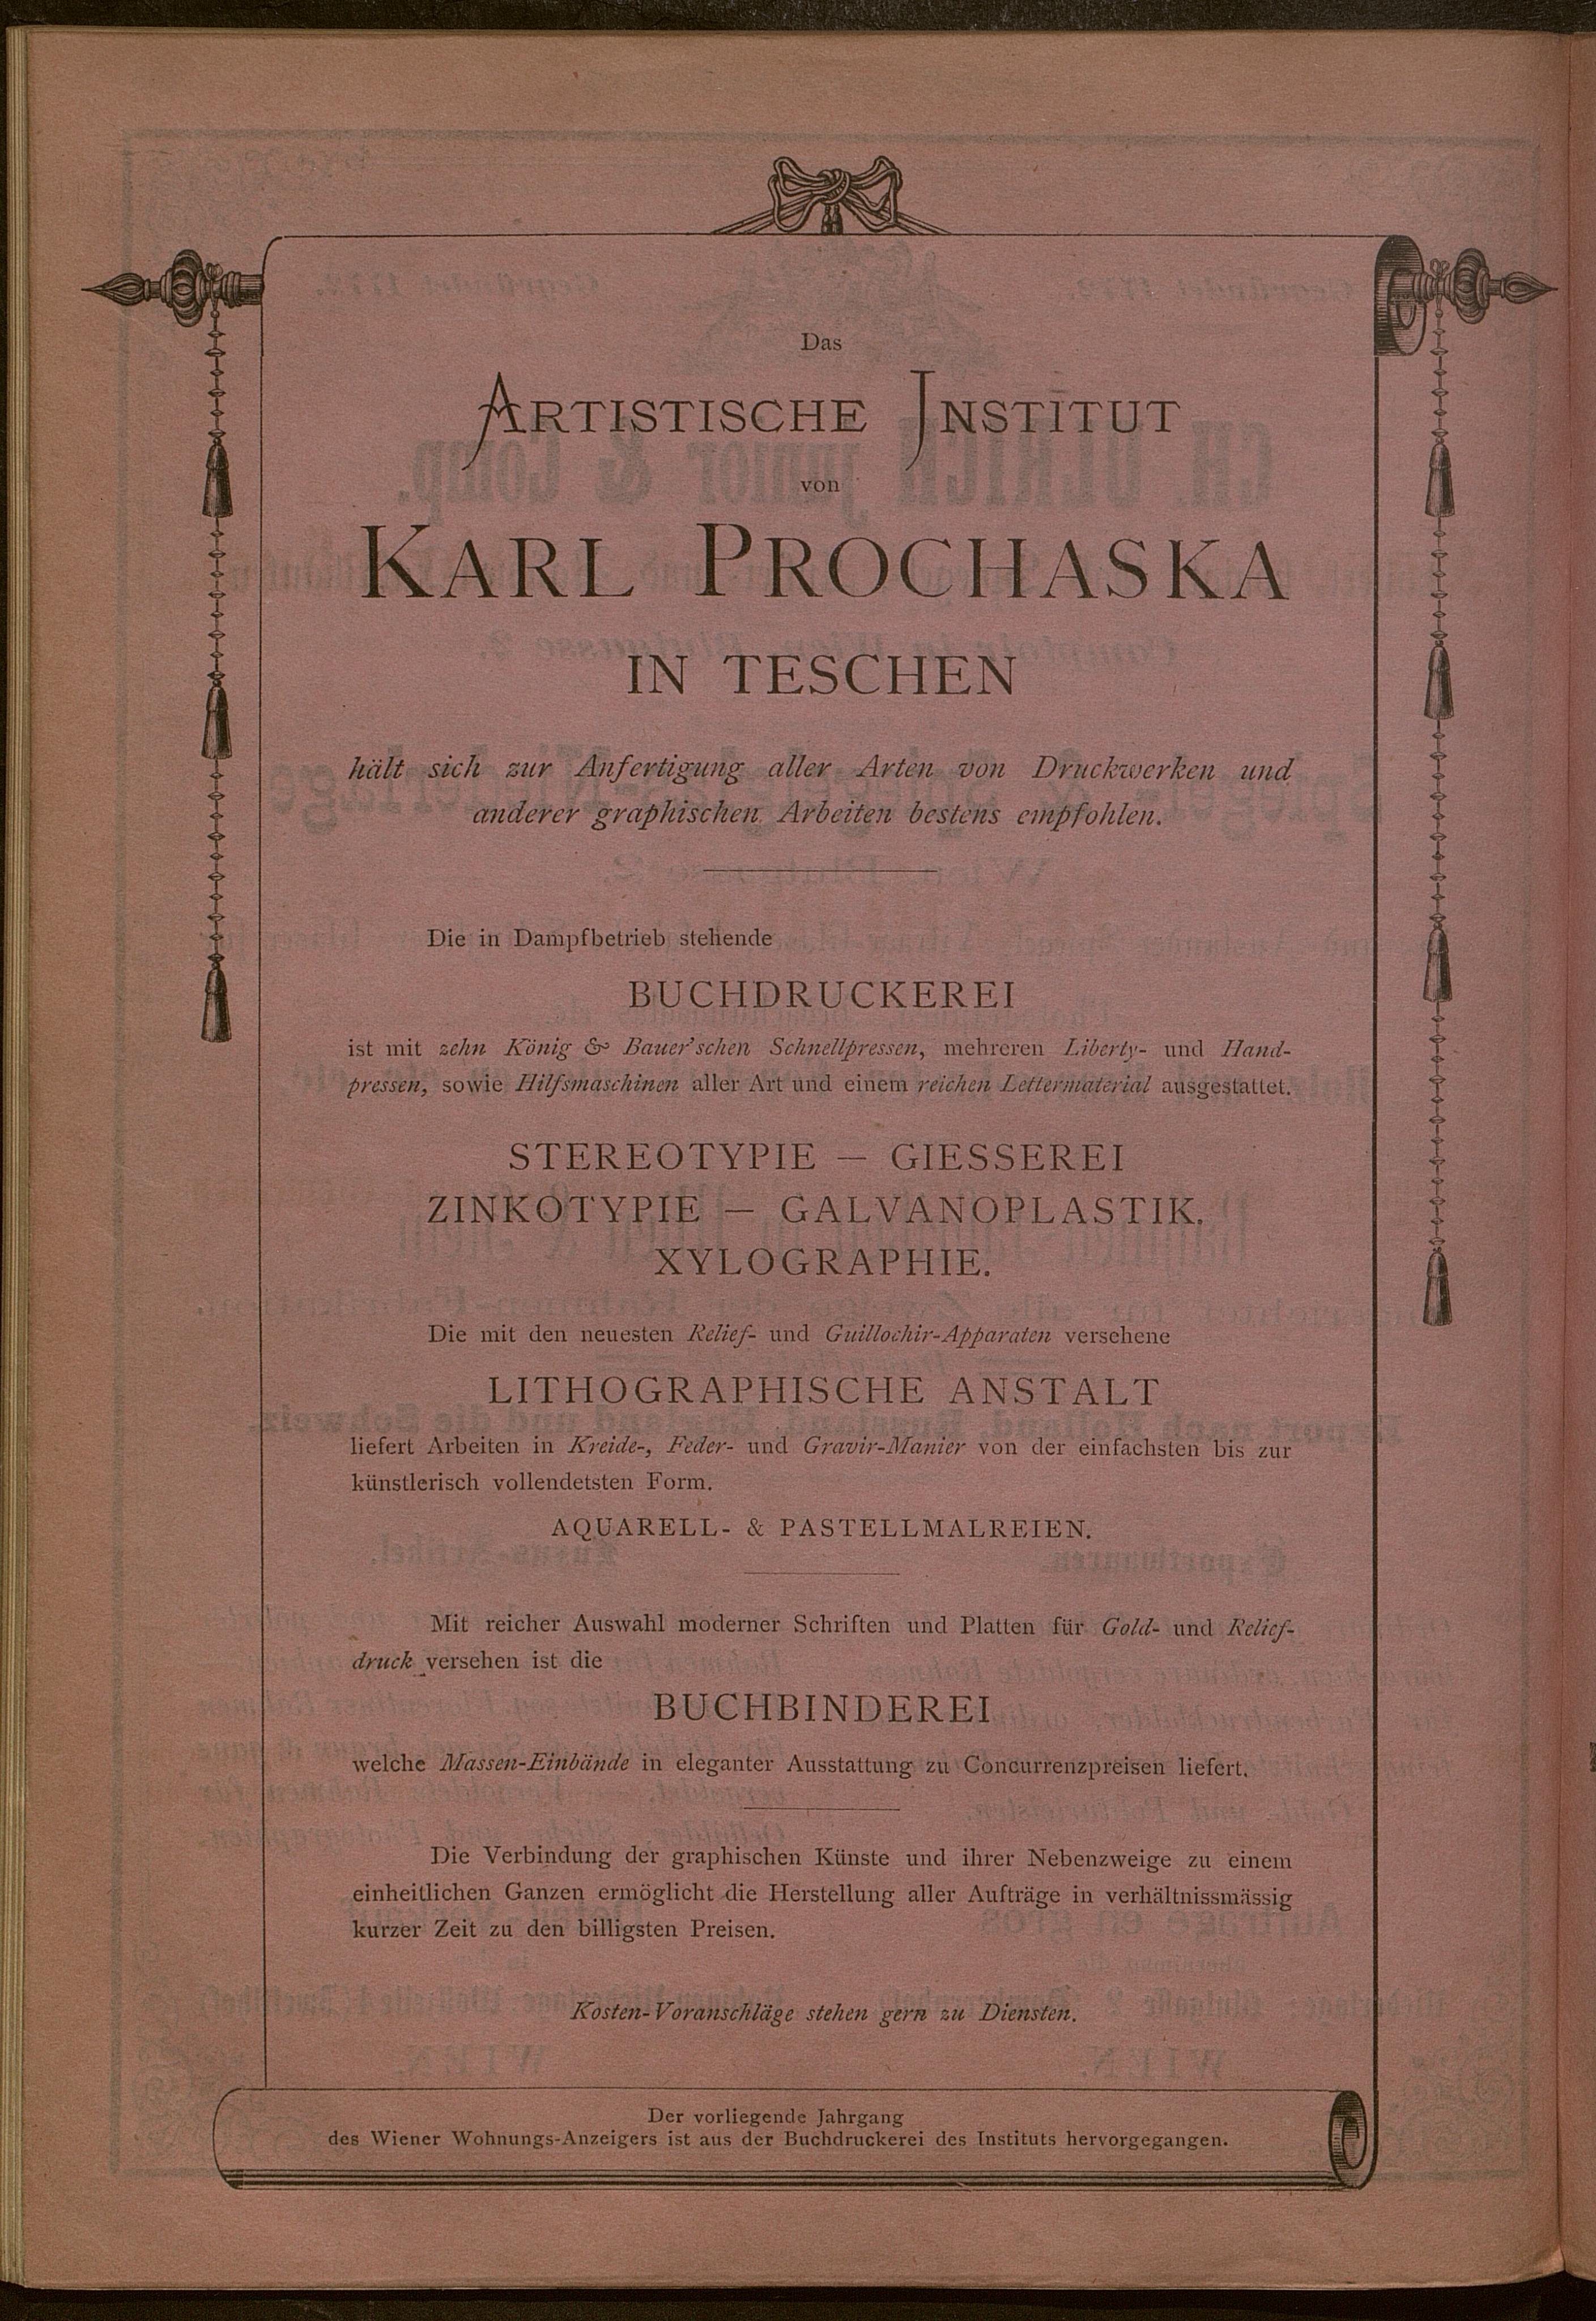 Das
ARTISTISCHE INSTITUT
von
KARL PROCHASKA
IN TESCHEN
hält sich zur Anfertigung aller Arten von Druckwerken und
anderer graphischen Arbeiten bestens empfohlen.
Die in Dampfbetrieb stehende
BUCHDRUCKEREI
ist mit zehn König & Bauer'schen Schnellpressen, mehreren Liberty- und Hand-
pressen, sowie Hilfsmaschinen aller Art und einem reichen Lettermaterial ausgestattet.
STEREOTYPIE — GIESSEREI
ZINKOTYPIE — GALVANOPLASTIK.
XYLOGRAPHIE.
Die mit den neuesten Relief- und Guillochir-Apparaten versehene
LITHOGRAPHISCHE ANSTALT
liefert Arbeiten in Kreide-, Feder- und Gravir-Manier von der einfachsten bis zur
künstlerisch vollendetsten Form.
AQUARELL- & PASTELLMALREIEN.
Mit reicher Auswahl moderner Schriften und Platten für Gold- und Relief-
druck versehen ist die
BUCHBINDEREI
welche Massen-Einbände in eleganter Ausstattung zu Concurrenzpreisen liefert.
Die Verbindung der graphischen Künste und ihrer Nebenzweige zu einem
einheitlichen Ganzen ermöglicht die Herstellung aller Aufträge in verhältnissmässig
kurzer Zeit zu den billigsten Preisen.
Kosten-Voranschläge stehen gern zu Diensten.
Der vorliegende Jahrgang
des Wiener Wohnungs-Anzeigers ist aus der Buchdruckerei des Instituts hervorgegangen.